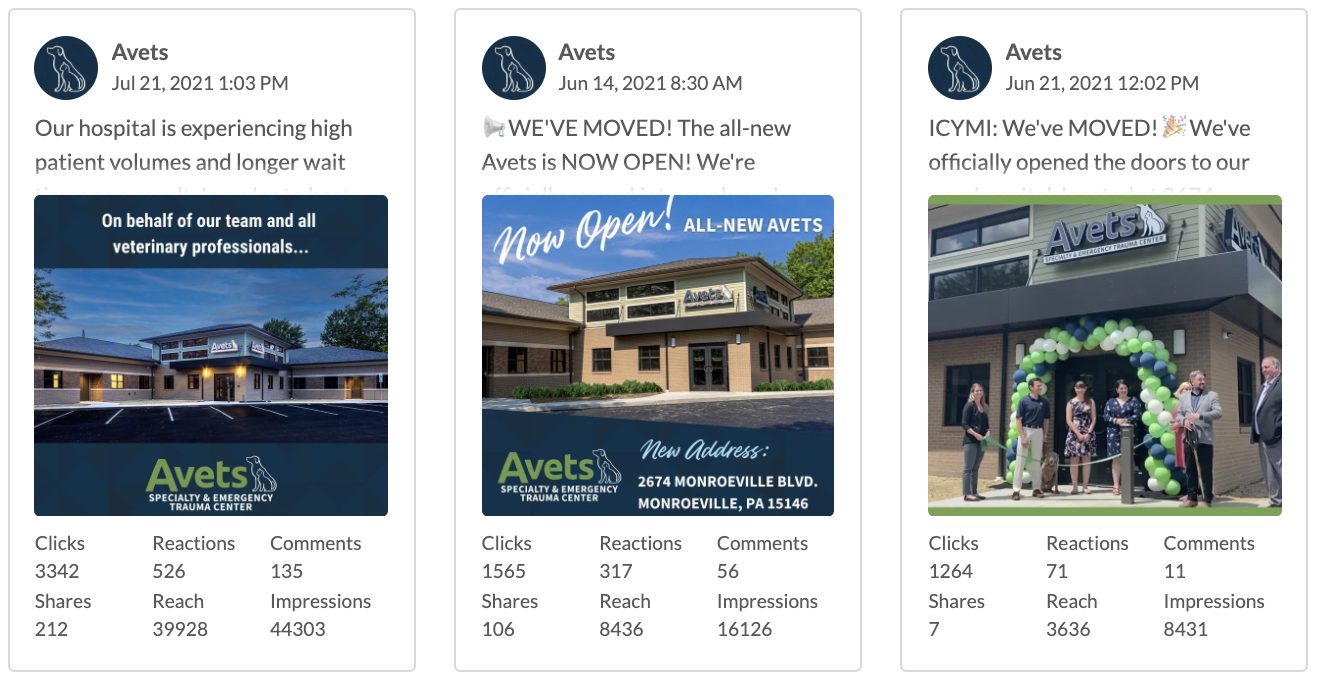 Avets
Jul 21, 2021 1:03 PM
Our hospital is experiencing high
patient volumes and longer wait
On behalf of our team and all
veterinary professionals...
Avets
Avets
SPECIALTY & EMERGENCY
TRAUMA CENTER
Clicks Reactions Comments
3342 526 135
Shares Reach Impressions
212 39928 44303
Avets
Jun 14, 2021 8:30 AM
📢WE'VE MOVED! The all-new
Avets is NOW OPEN! We're
Now Open! ALL-NEW AVETS
Avets
Avets
SPECIALTY & EMERGENCY
TRAUMA CENTER
New Address:
2674 MONROEVILLE BLVD.
MONROEVILLE, PA 15146
Clicks Reactions Comments
1565 317 56
Shares Reach Impressions
106 8436 16126
Avets
Jun 21, 2021 12:02 PM
ICYMI: We've MOVED! 🎉We've
officially opened the doors to our
Avets
SPECIALTY & EMERGENCY TRAUMA CENTER
Clicks Reactions Comments
1264 71 11
Shares Reach Impressions
7 3636 8431